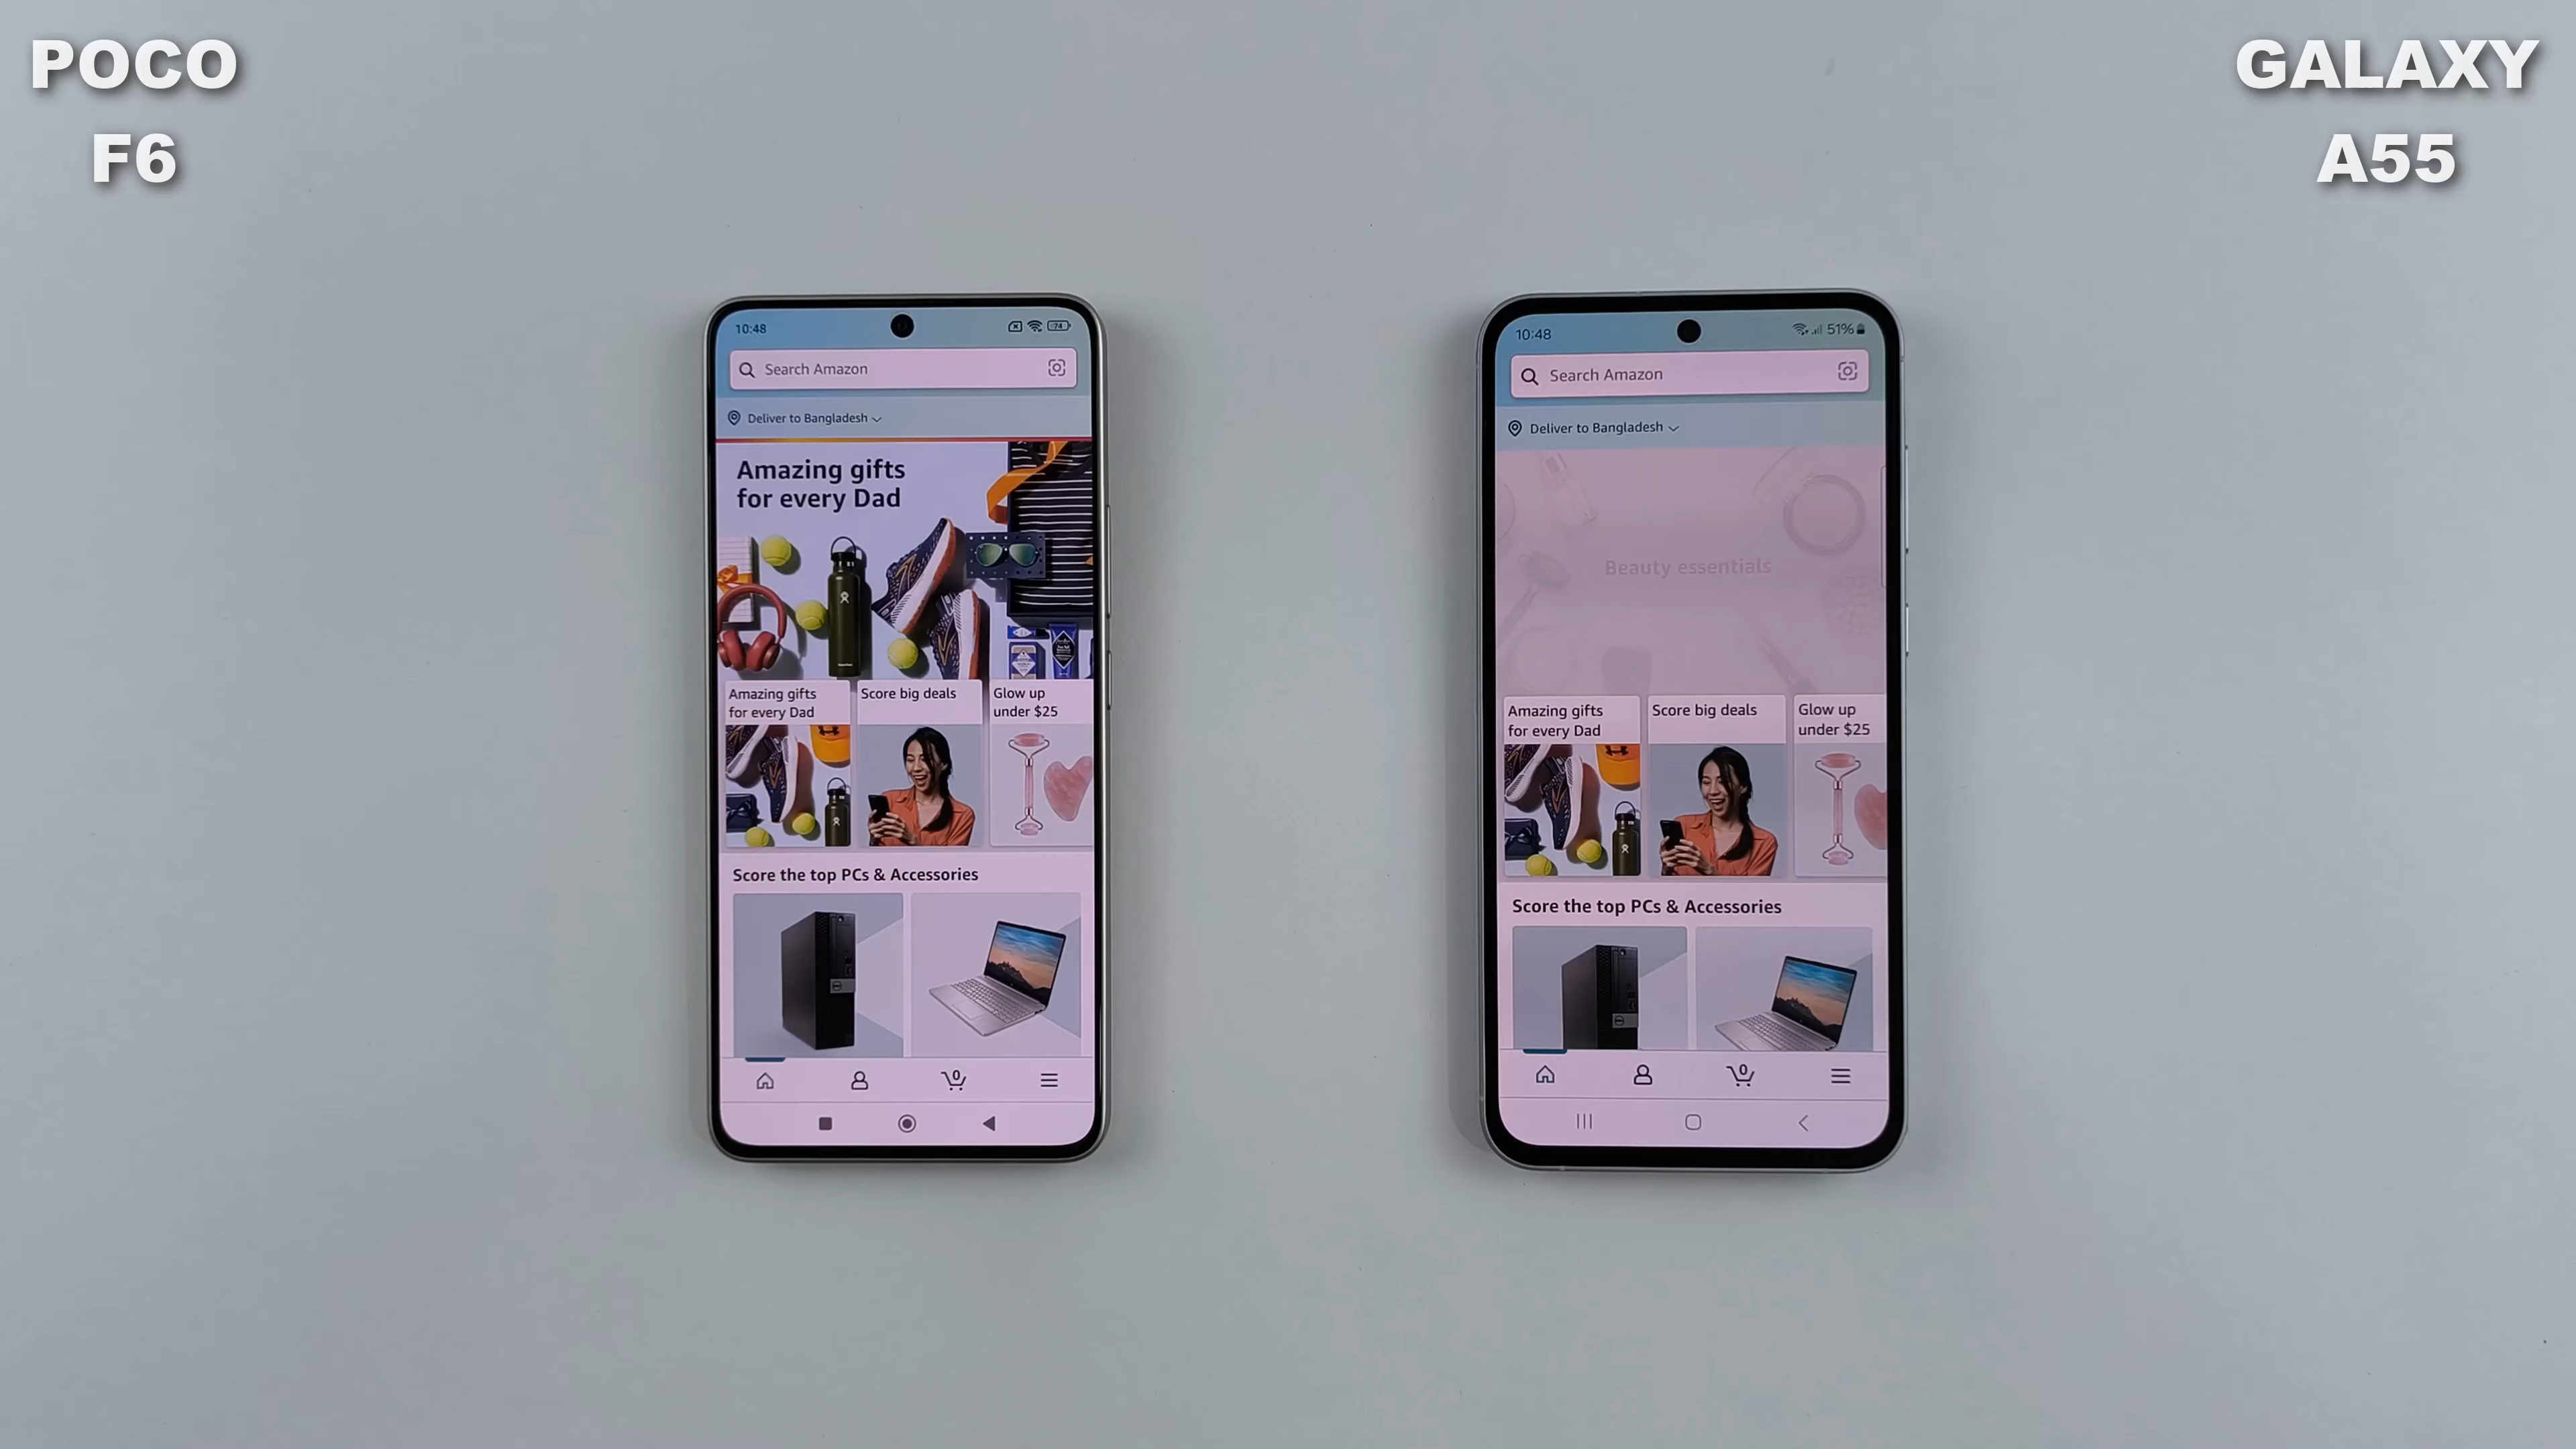 POCO
F6
GALAXY
A55
10:48
74
Search Amazon
Deliver to Bangladesh
Amazing gifts
for every Dad
Amazing gifts
for every Dad
Score big deals
Glow up
under $25
Score the top PCs & Accessories
0
10:48
51%
Search Amazon
Deliver to Bangladesh
Beauty essentials
Amazing gifts
for every Dad
Score big deals
Glow up
under $25
Score the top PCs & Accessories
0